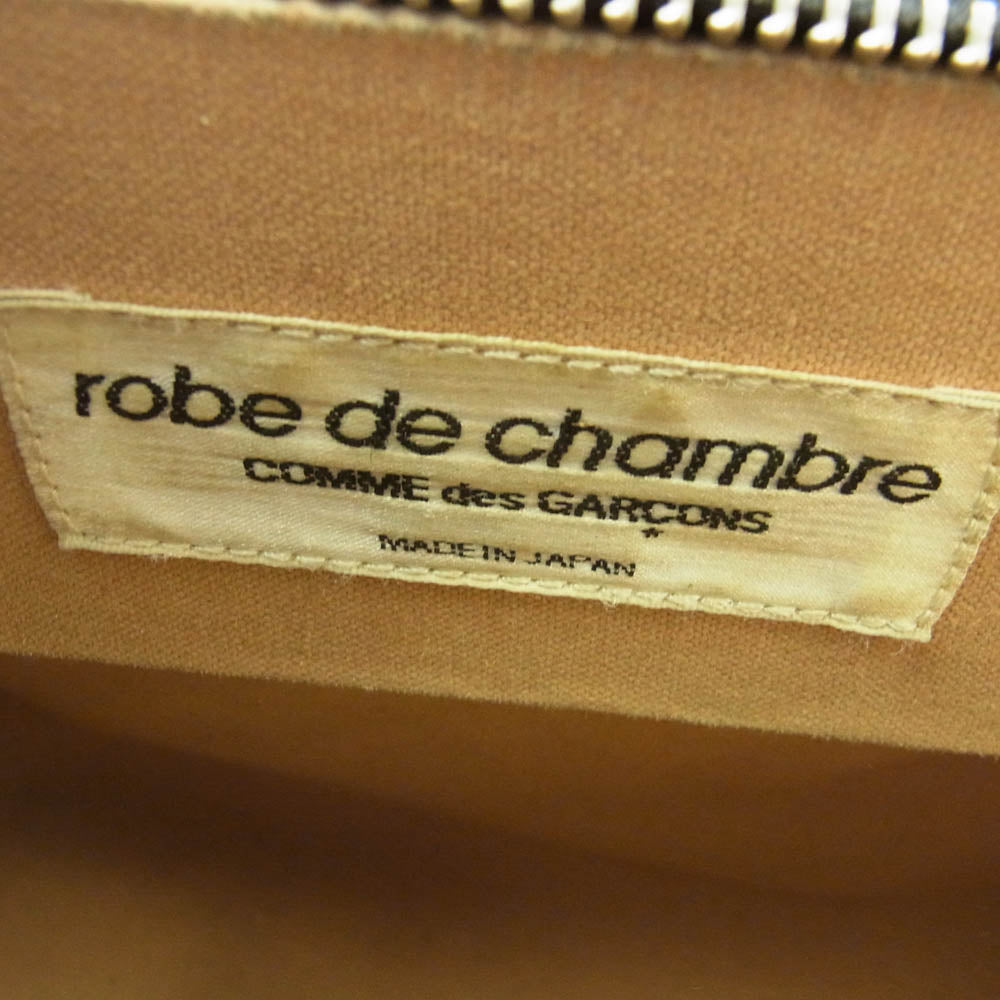 robe de chambre
COMME des GARÇONS
*
MADE IN JAPAN